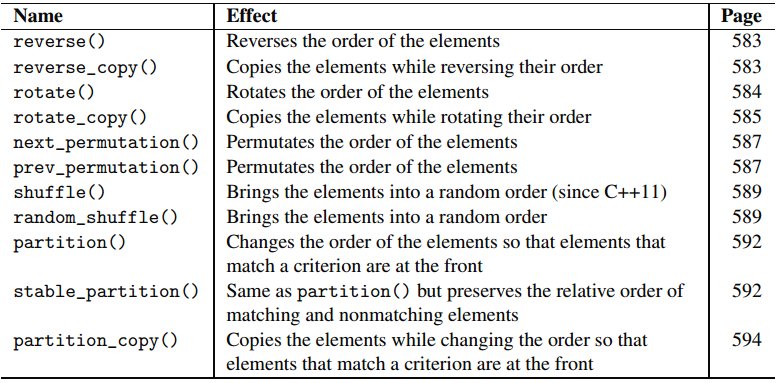 Name Effect Page
reverse() Reverses the order of the elements 583
reverse_copy() Copies the elements while reversing their order 583
rotate() Rotates the order of the elements 584
rotate_copy() Copies the elements while rotating their order 585
next_permutation() Permutates the order of the elements 587
prev_permutation() Permutates the order of the elements 587
shuffle() Brings the elements into a random order (since C++11) 589
random_shuffle() Brings the elements into a random order 589
partition() Changes the order of the elements so that elements that 592
match a criterion are at the front
stable_partition() Same as partition() but preserves the relative order of 592
matching and nonmatching elements
partition_copy() Copies the elements while changing the order so that 594
elements that match a criterion are at the front